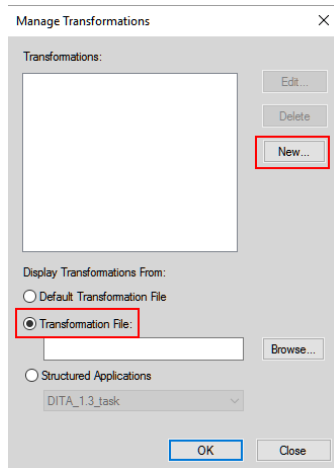 Manage Transformations
Transformations:
Edit...
Delete
New...
Display Transformations From:
Default Transformation File
Transformation File:
Browse...
Structured Applications
DITA_1.3_task
OK
Close